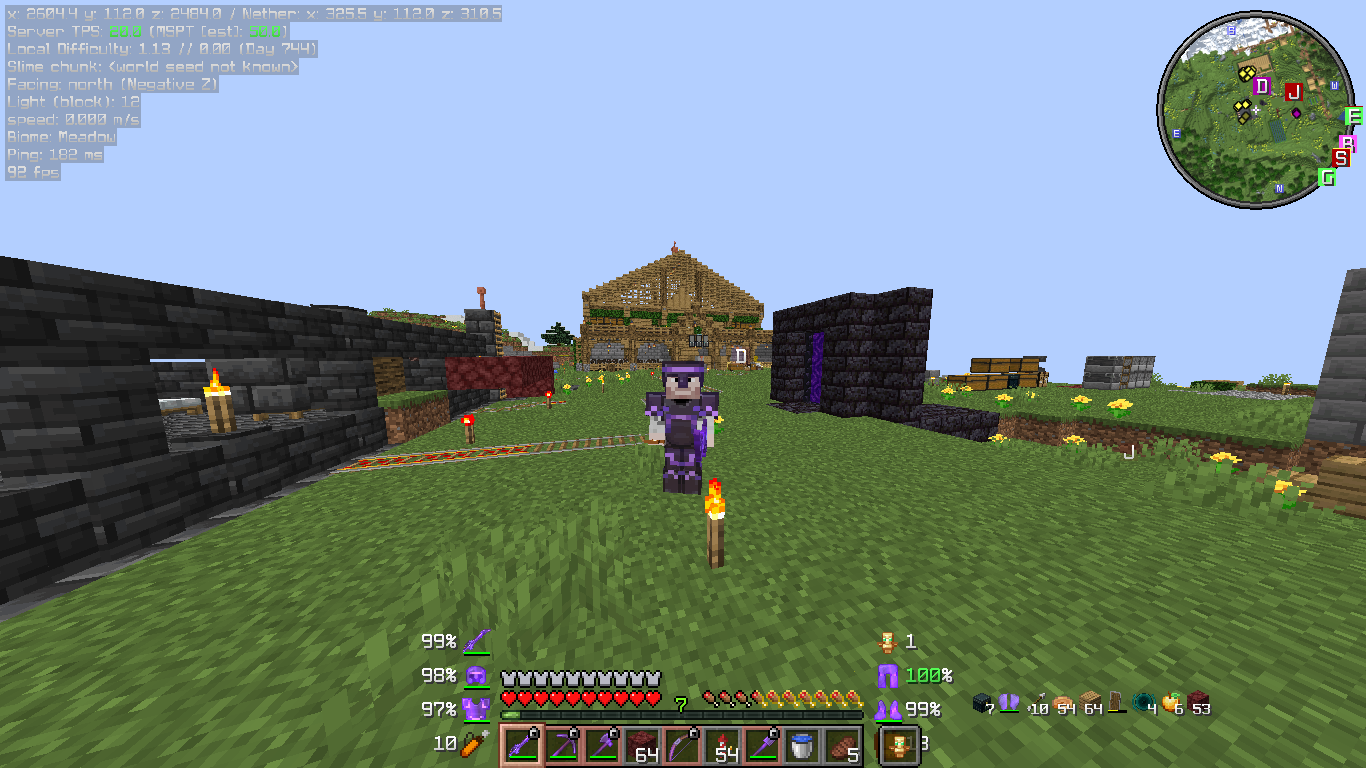 x: 2604.4 y: 112.0 z: 2484.0 / Nether: x: 325.5 y: 112.0 z: 310.5
Server TPS: 20.0 (MSPT [est]: 50.0)
Local Difficulty: 1.13 // 0.00 (Day 744)
Slime chunk: <world seed not known>
Facing: north (Negative Z)
Light (block): 12
speed: 0.000 m/s
Biome: Meadow
Ping: 182 ms
92 fps
S
W
D
J
E
E
B
S
G
N
D
J
99%
1
98%
100%
7
97%
99%
7
10
54
64
4
6
53
10
64
54
5